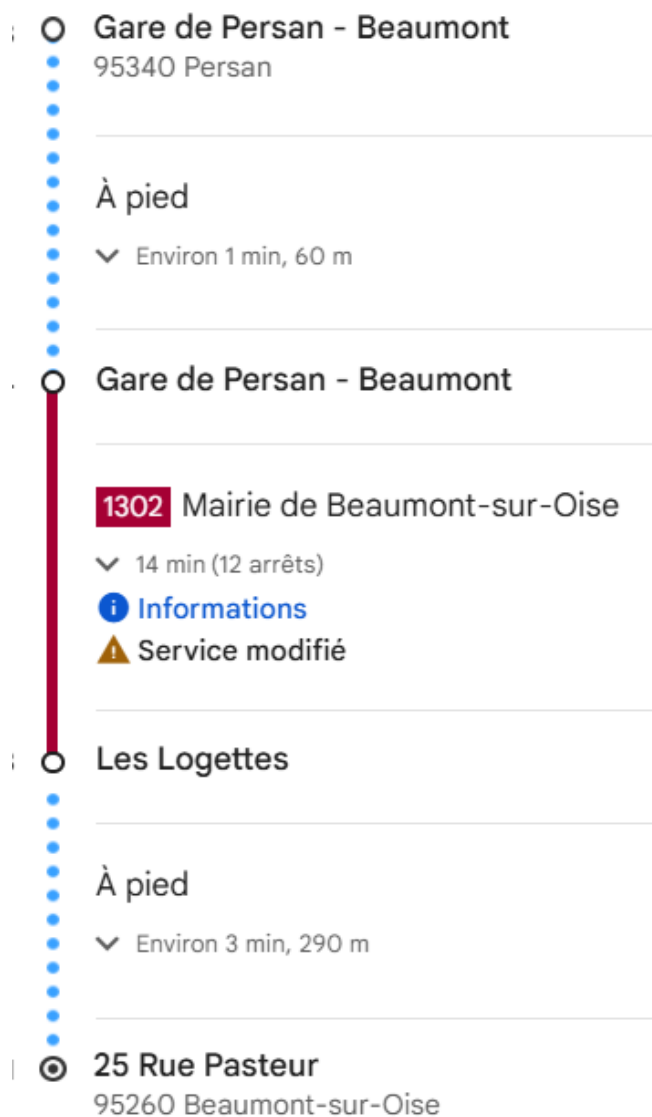 Gare de Persan - Beaumont
95340 Persan
À pied
Environ 1 min, 60 m
Gare de Persan - Beaumont
1302 Mairie de Beaumont-sur-Oise
14 min (12 arrêts)
Informations
Service modifié
Les Logettes
À pied
Environ 3 min, 290 m
25 Rue Pasteur
95260 Beaumont-sur-Oise